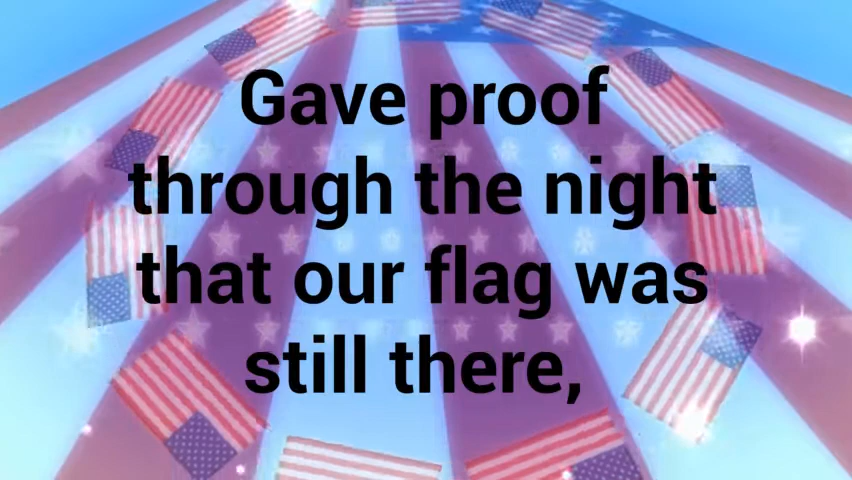 Gave proof
through the night
that our flag was
still there,